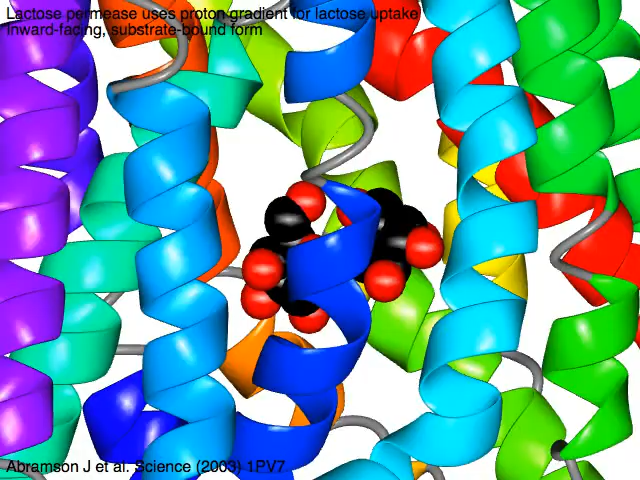 Lactose permease uses proton gradient for lactose uptake
Inward-facing, substrate-bound form
Abramson J et al. Science (2003) 1PV7